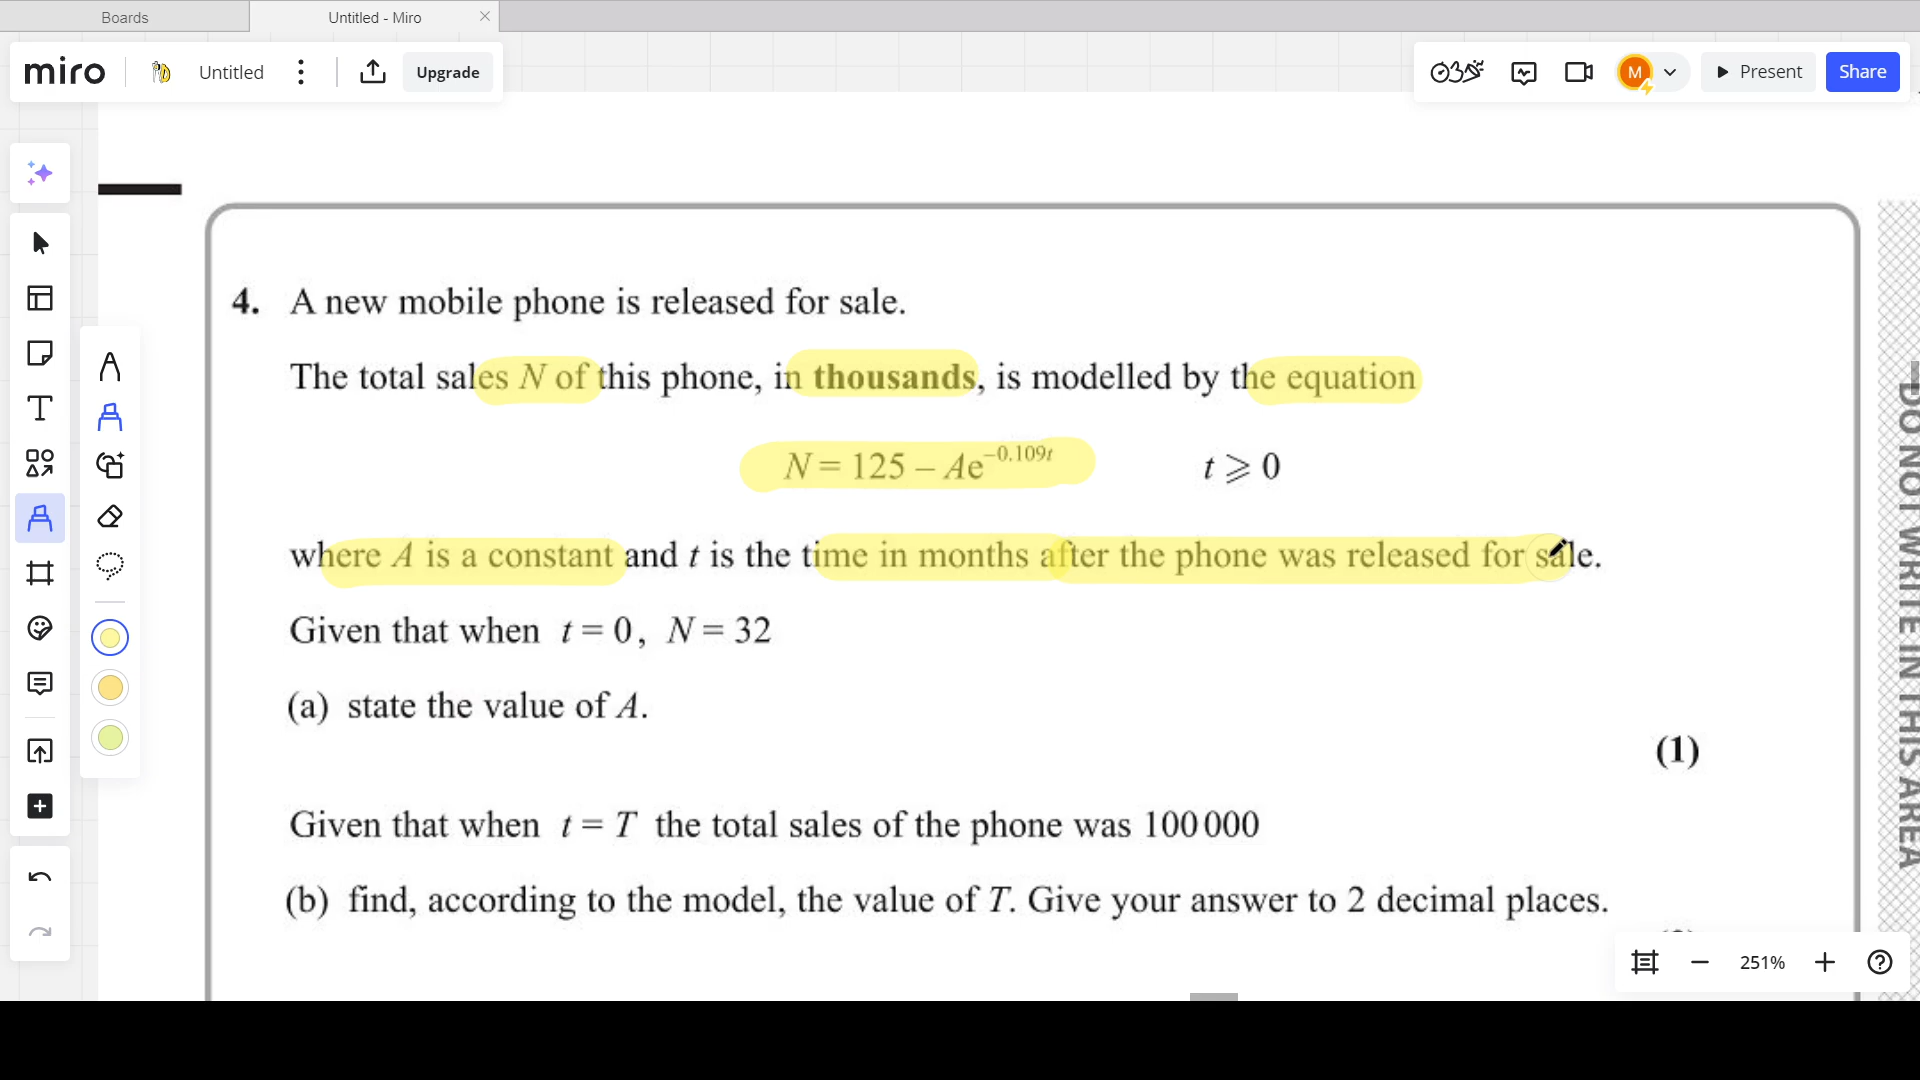 Boards
Untitled - Miro
miro
Untitled
Upgrade
M
Present
Share
4. A new mobile phone is released for sale.
The total sales N of this phone, in thousands, is modelled by the equation
N = 125 – Ae^{–0.109t} t ⩾ 0
where A is a constant and t is the time in months after the phone was released for sale.
Given that when t = 0, N = 32
(a) state the value of A.
(1)
Given that when t = T the total sales of the phone was 100 000
(b) find, according to the model, the value of T. Give your answer to 2 decimal places.
251%
DO NOT WRITE IN THIS AREA